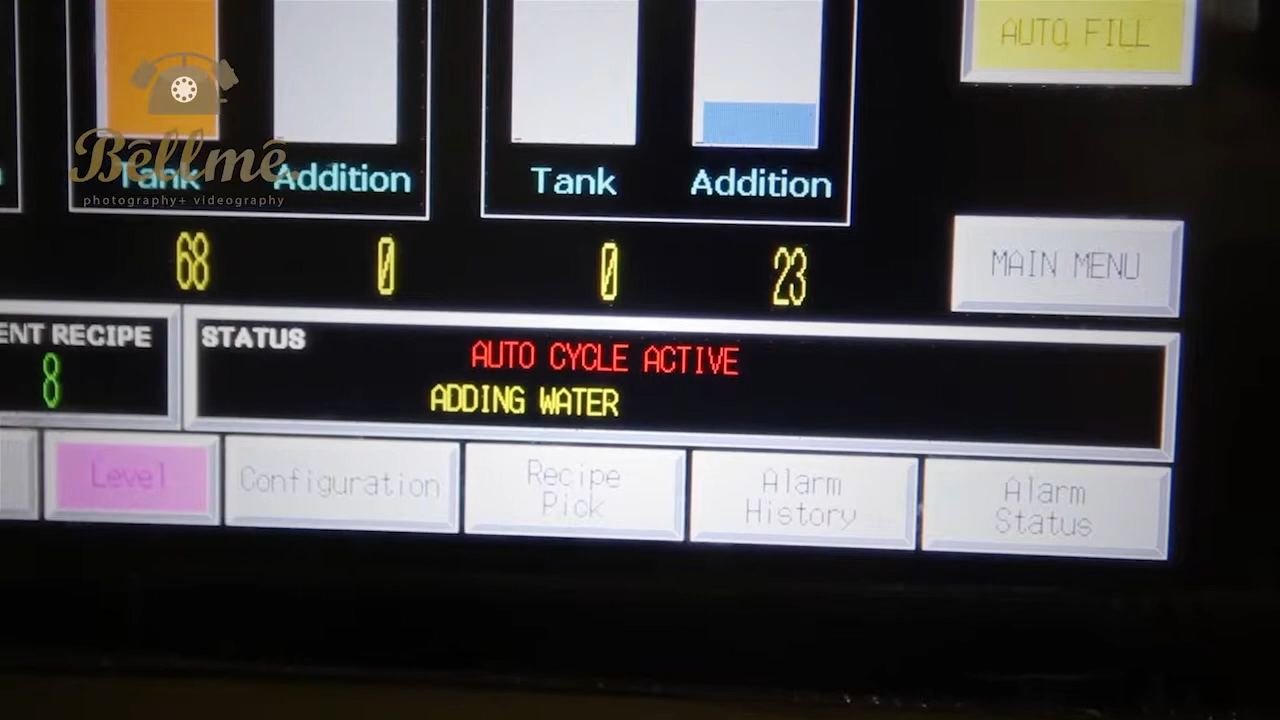 AUTO FILL
Bēllmē.
photography+ videography
Tank Addition
Tank Addition
68 0 0 23
MAIN MENU
ENT RECIPE
8
STATUS
AUTO CYCLE ACTIVE
ADDING WATER
Level
Configuration
Recipe
Pick
Alarm
History
Alarm
Status